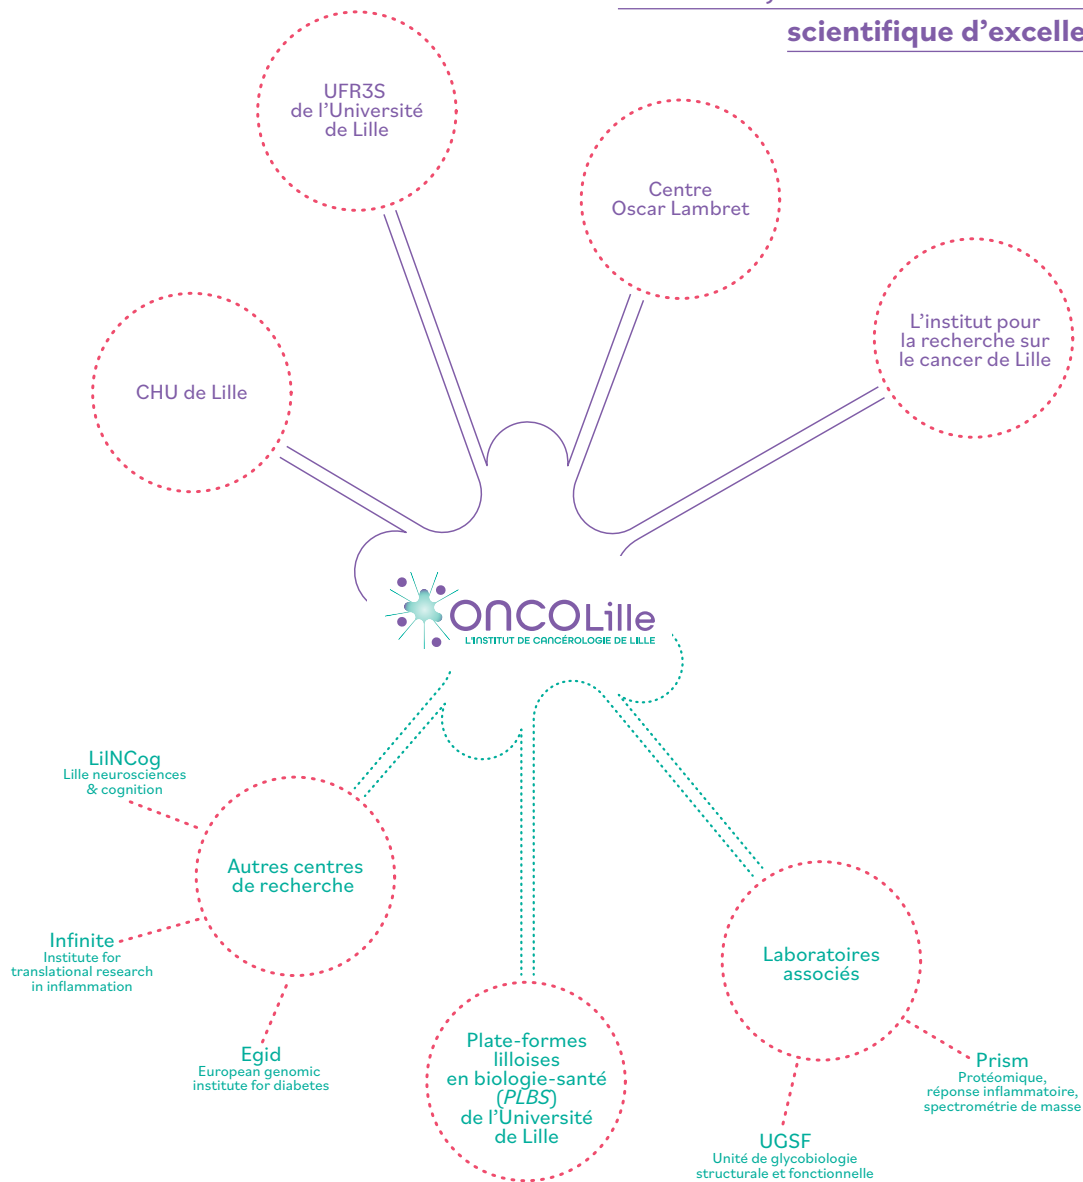 scientifique d’excelle
UFR3S
de l’Université
de Lille
Centre
Oscar Lambret
L’institut pour
la recherche sur
le cancer de Lille
CHU de Lille
ONCOLille
L’INSTITUT DE CANCÉROLOGIE DE LILLE
LilNCog
Lille neurosciences
& cognition
Autres centres
de recherche
Infinite
Institute for
translational research
in inflammation
Egid
European genomic
institute for diabetes
Plate-formes
lilloises
en biologie-santé
(PLBS)
de l’Université
de Lille
Laboratoires
associés
Prism
Protéomique,
réponse inflammatoire,
spectrométrie de masse
UGSF
Unité de glycobiologie
structurale et fonctionnelle